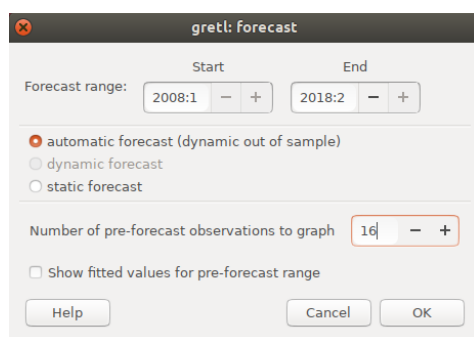 gretl: forecast
Start End
Forecast range: 2008:1 − + 2018:2 − +
automatic forecast (dynamic out of sample)
dynamic forecast
static forecast
Number of pre-forecast observations to graph 16 − +
Show fitted values for pre-forecast range
Help Cancel OK